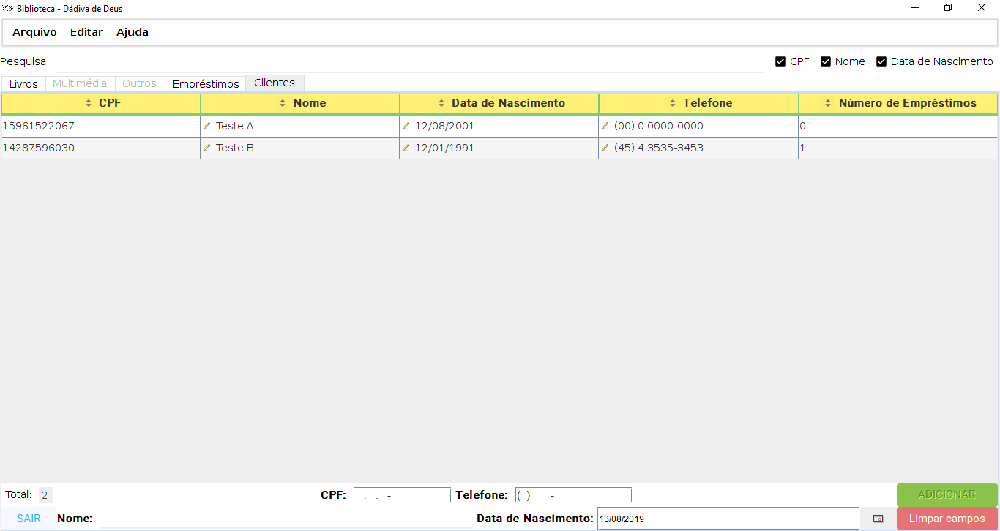 Biblioteca - Dádiva de Deus
Arquivo Editar Ajuda
Pesquisa: CPF Nome Data de Nascimento
Livros Multimédia Outros Empréstimos Clientes
CPF Nome Data de Nascimento Telefone Número de Empréstimos
15961522067 Teste A 12/08/2001 (00) 0 0000-0000 0
14287596030 Teste B 12/01/1991 (45) 4 3535-3453 1
Total: 2 CPF: . . - Telefone: ( ) - ADICIONAR
SAIR Nome: Data de Nascimento: 13/08/2019 Limpar campos